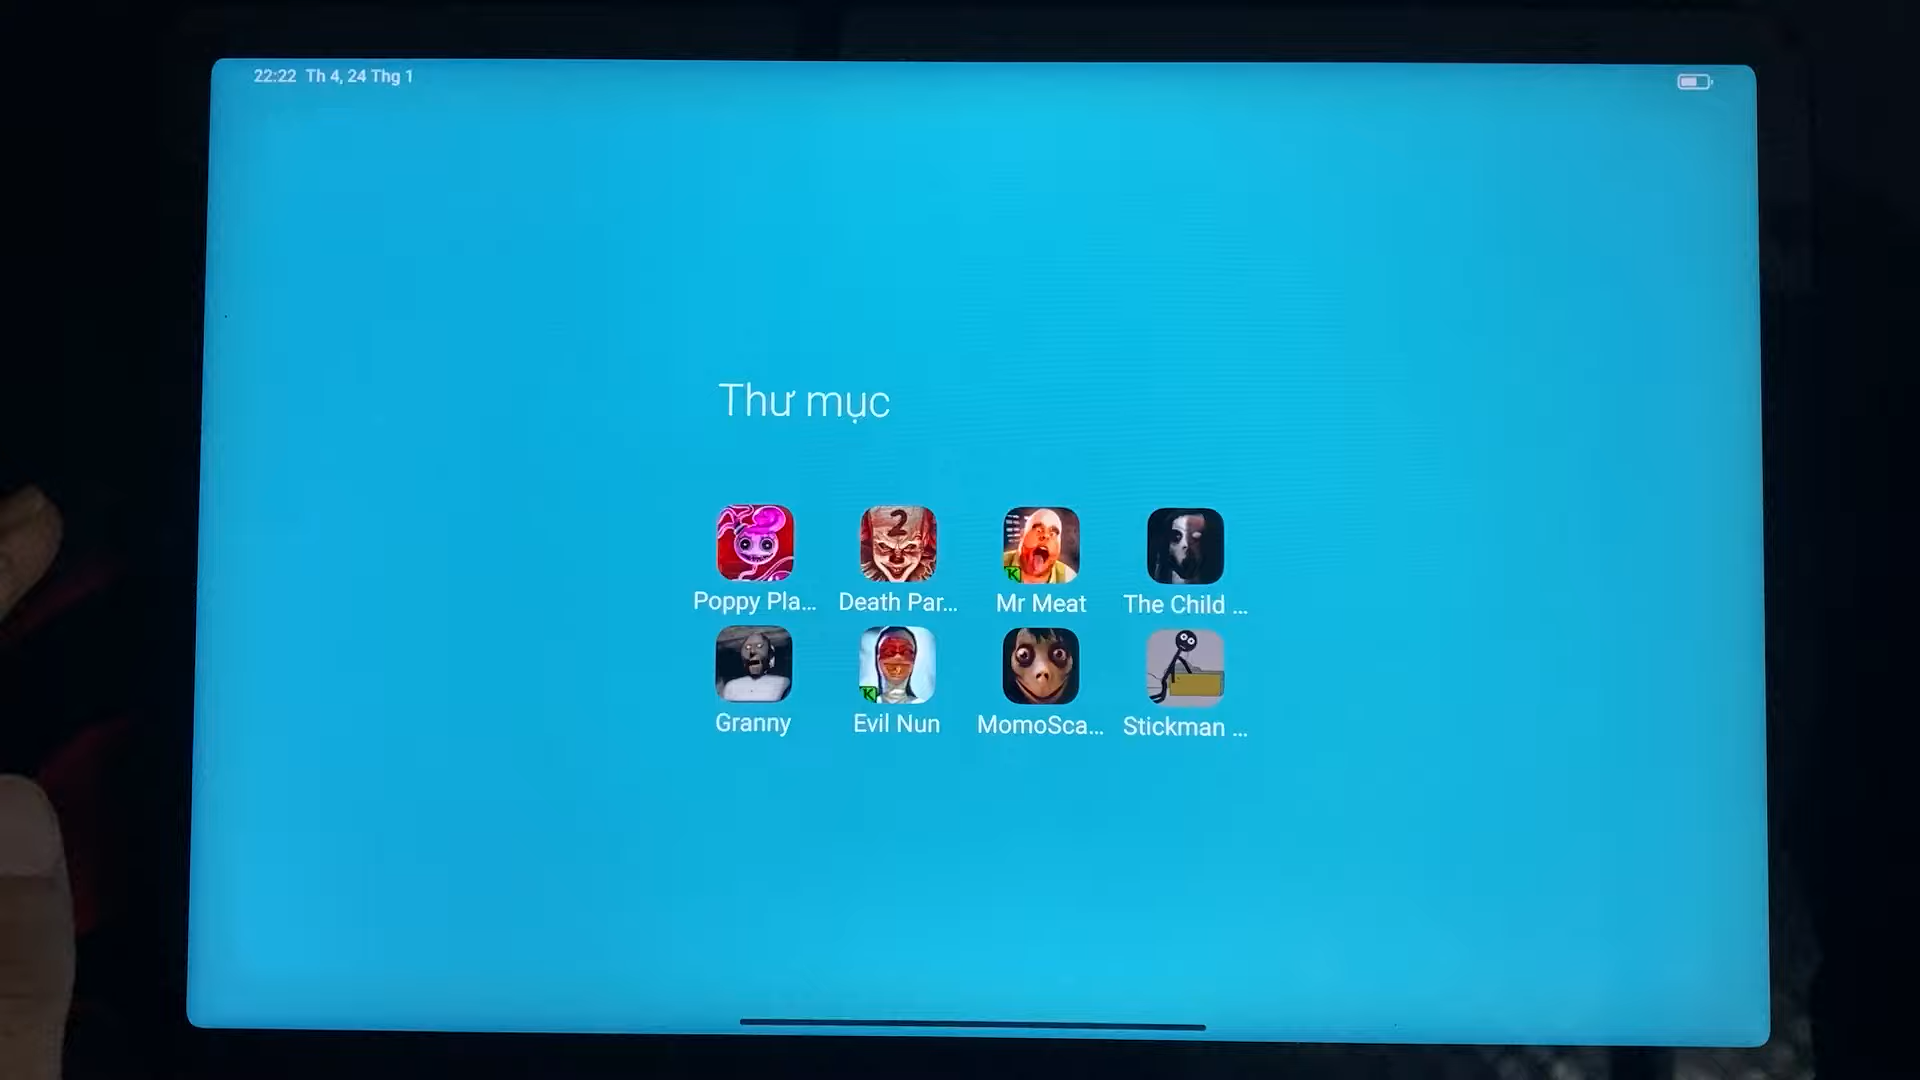 22:22 Th 4, 24 Thg 1
Thư mục
2
Poppy Pla... Death Par... Mr Meat The Child ...
K
Granny Evil Nun MomoSca... Stickman ...
K